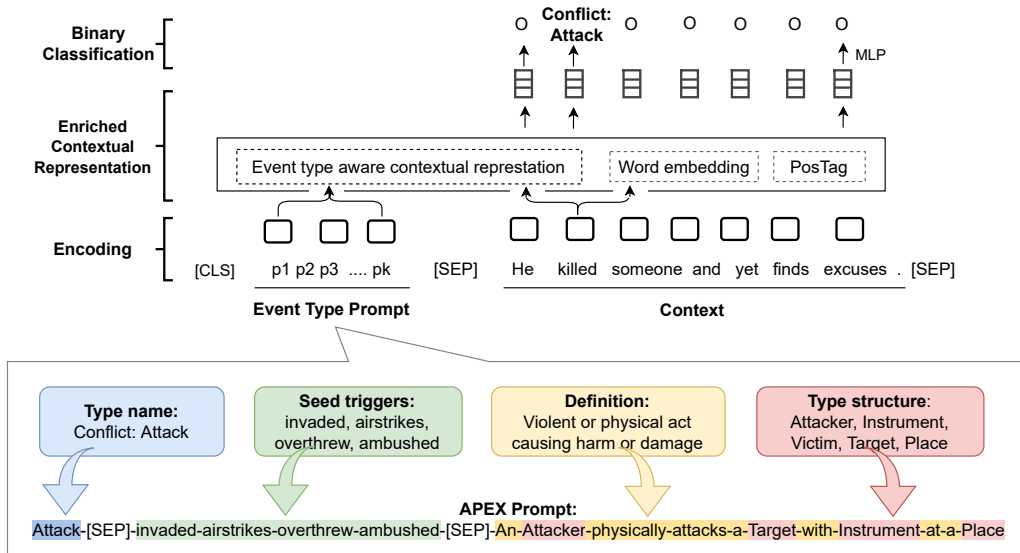 Binary
Classification
O
Conflict:
Attack
O
O
O
O
O
MLP
Enriched
Contextual
Representation
Event type aware contextual represtation
Word embedding
PosTag
Encoding
[CLS] p1 p2 p3 .... pk [SEP] He killed someone and yet finds excuses . [SEP]
Event Type Prompt
Context
Type name:
Conflict: Attack
Seed triggers:
invaded, airstrikes,
overthrew, ambushed
Definition:
Violent or physical act
causing harm or damage
Type structure:
Attacker, Instrument,
Victim, Target, Place
APEX Prompt:
Attack-[SEP]-invaded-airstrikes-overthrew-ambushed-[SEP]-An-Attacker-physically-attacks-a-Target-with-Instrument-at-a-Place